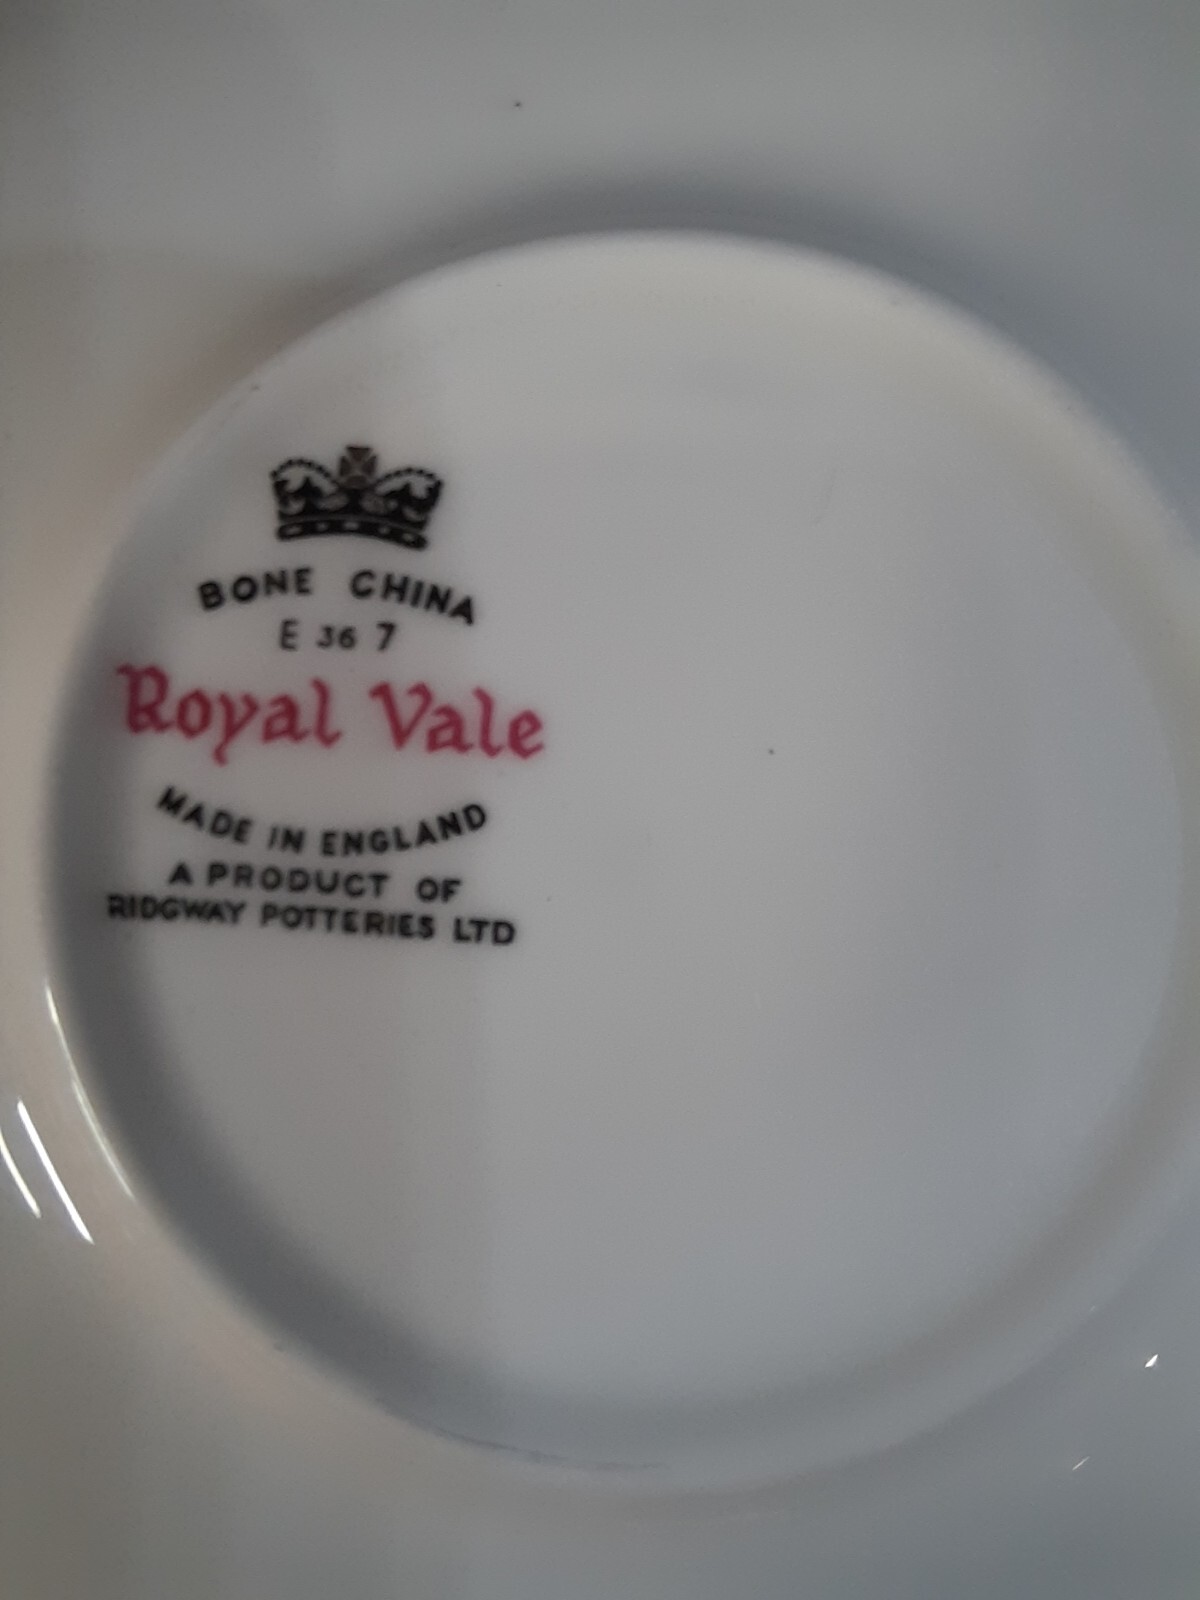 BONE CHINA
E 36 7
Royal Vale
MADE IN ENGLAND
A PRODUCT OF
RIDGWAY POTTERIES LTD